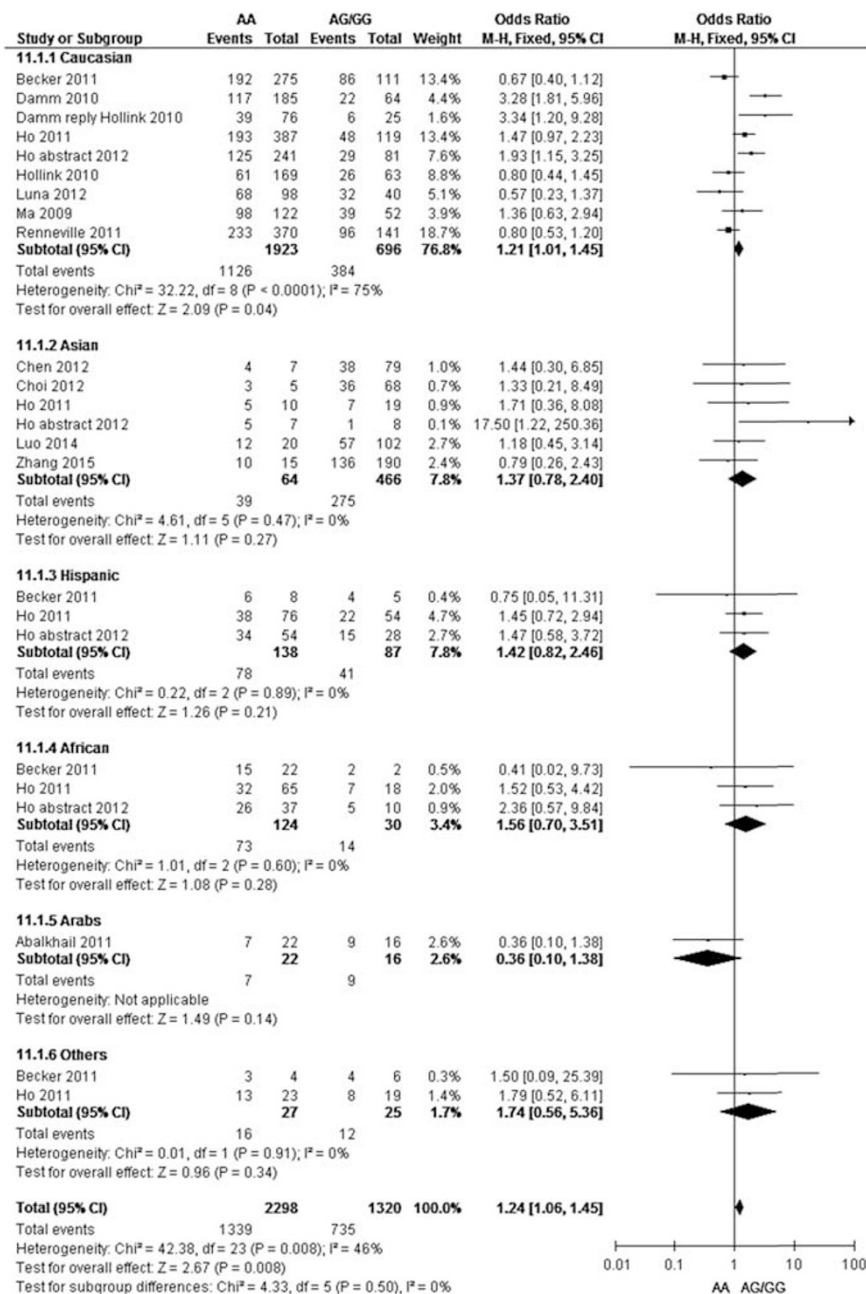 AA AG/GG Odds Ratio Odds Ratio
Study or Subgroup Events Total Events Total Weight M-H, Fixed, 95% CI M-H, Fixed, 95% CI
11.1.1 Caucasian
Becker 2011 192 275 86 111 13.4% 0.67 [0.40, 1.12]
Damm 2010 117 185 22 64 4.4% 3.28 [1.81, 5.96]
Damm reply Hollink 2010 39 76 6 25 1.6% 3.34 [1.20, 9.28]
Ho 2011 193 387 48 119 13.4% 1.47 [0.97, 2.23]
Ho abstract 2012 125 241 29 81 7.6% 1.93 [1.15, 3.25]
Hollink 2010 61 169 26 63 8.8% 0.80 [0.44, 1.45]
Luna 2012 68 98 32 40 5.1% 0.57 [0.23, 1.37]
Ma 2009 98 122 39 52 3.9% 1.36 [0.63, 2.94]
Renneville 2011 233 370 96 141 18.7% 0.80 [0.53, 1.20]
Subtotal (95% CI) 1923 696 76.8% 1.21 [1.01, 1.45]
Total events 1126 384
Heterogeneity: Chi² = 32.22, df = 8 (P < 0.0001); I² = 75%
Test for overall effect: Z = 2.09 (P = 0.04)
11.1.2 Asian
Chen 2012 4 7 38 79 1.0% 1.44 [0.30, 6.85]
Choi 2012 3 5 36 68 0.7% 1.33 [0.21, 8.49]
Ho 2011 5 10 7 19 0.9% 1.71 [0.36, 8.08]
Ho abstract 2012 5 7 1 8 0.1% 17.50 [1.22, 250.36]
Luo 2014 12 20 57 102 2.7% 1.18 [0.45, 3.14]
Zhang 2015 10 15 136 190 2.4% 0.79 [0.26, 2.43]
Subtotal (95% CI) 64 466 7.8% 1.37 [0.78, 2.40]
Total events 39 275
Heterogeneity: Chi² = 4.61, df = 5 (P = 0.47); I² = 0%
Test for overall effect: Z = 1.11 (P = 0.27)
11.1.3 Hispanic
Becker 2011 6 8 4 5 0.4% 0.75 [0.05, 11.31]
Ho 2011 38 76 22 54 4.7% 1.45 [0.72, 2.94]
Ho abstract 2012 34 54 15 28 2.7% 1.47 [0.58, 3.72]
Subtotal (95% CI) 138 87 7.8% 1.42 [0.82, 2.46]
Total events 78 41
Heterogeneity: Chi² = 0.22, df = 2 (P = 0.89); I² = 0%
Test for overall effect: Z = 1.26 (P = 0.21)
11.1.4 African
Becker 2011 15 22 2 2 0.5% 0.41 [0.02, 9.73]
Ho 2011 32 65 7 18 2.0% 1.52 [0.53, 4.42]
Ho abstract 2012 26 37 5 10 0.9% 2.36 [0.57, 9.84]
Subtotal (95% CI) 124 30 3.4% 1.56 [0.70, 3.51]
Total events 73 14
Heterogeneity: Chi² = 1.01, df = 2 (P = 0.60); I² = 0%
Test for overall effect: Z = 1.08 (P = 0.28)
11.1.5 Arabs
Abalkhail 2011 7 22 9 16 2.6% 0.36 [0.10, 1.38]
Subtotal (95% CI) 22 16 2.6% 0.36 [0.10, 1.38]
Total events 7 9
Heterogeneity: Not applicable
Test for overall effect: Z = 1.49 (P = 0.14)
11.1.6 Others
Becker 2011 3 4 4 6 0.3% 1.50 [0.09, 25.39]
Ho 2011 13 23 8 19 1.4% 1.79 [0.52, 6.11]
Subtotal (95% CI) 27 25 1.7% 1.74 [0.56, 5.36]
Total events 16 12
Heterogeneity: Chi² = 0.01, df = 1 (P = 0.91); I² = 0%
Test for overall effect: Z = 0.96 (P = 0.34)
Total (95% CI) 2298 1320 100.0% 1.24 [1.06, 1.45]
Total events 1339 735
Heterogeneity: Chi² = 42.38, df = 23 (P = 0.008); I² = 46%
Test for overall effect: Z = 2.67 (P = 0.008)
Test for subgroup differences: Chi² = 4.33, df = 5 (P = 0.50), I² = 0%
0.01 0.1 1 10 100
AA AG/GG